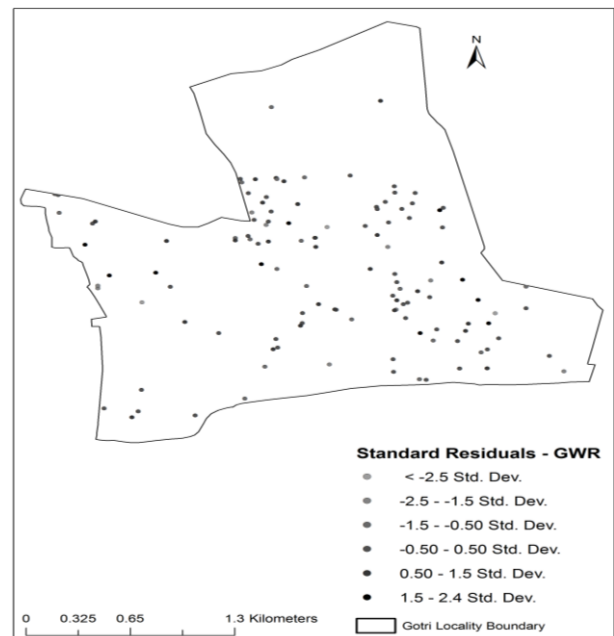 N
Standard Residuals - GWR
< -2.5 Std. Dev.
-2.5 - -1.5 Std. Dev.
-1.5 - -0.50 Std. Dev.
-0.50 - 0.50 Std. Dev.
0.50 - 1.5 Std. Dev.
1.5 - 2.4 Std. Dev.
Gotri Locality Boundary
0 0.325 0.65 1.3 Kilometers